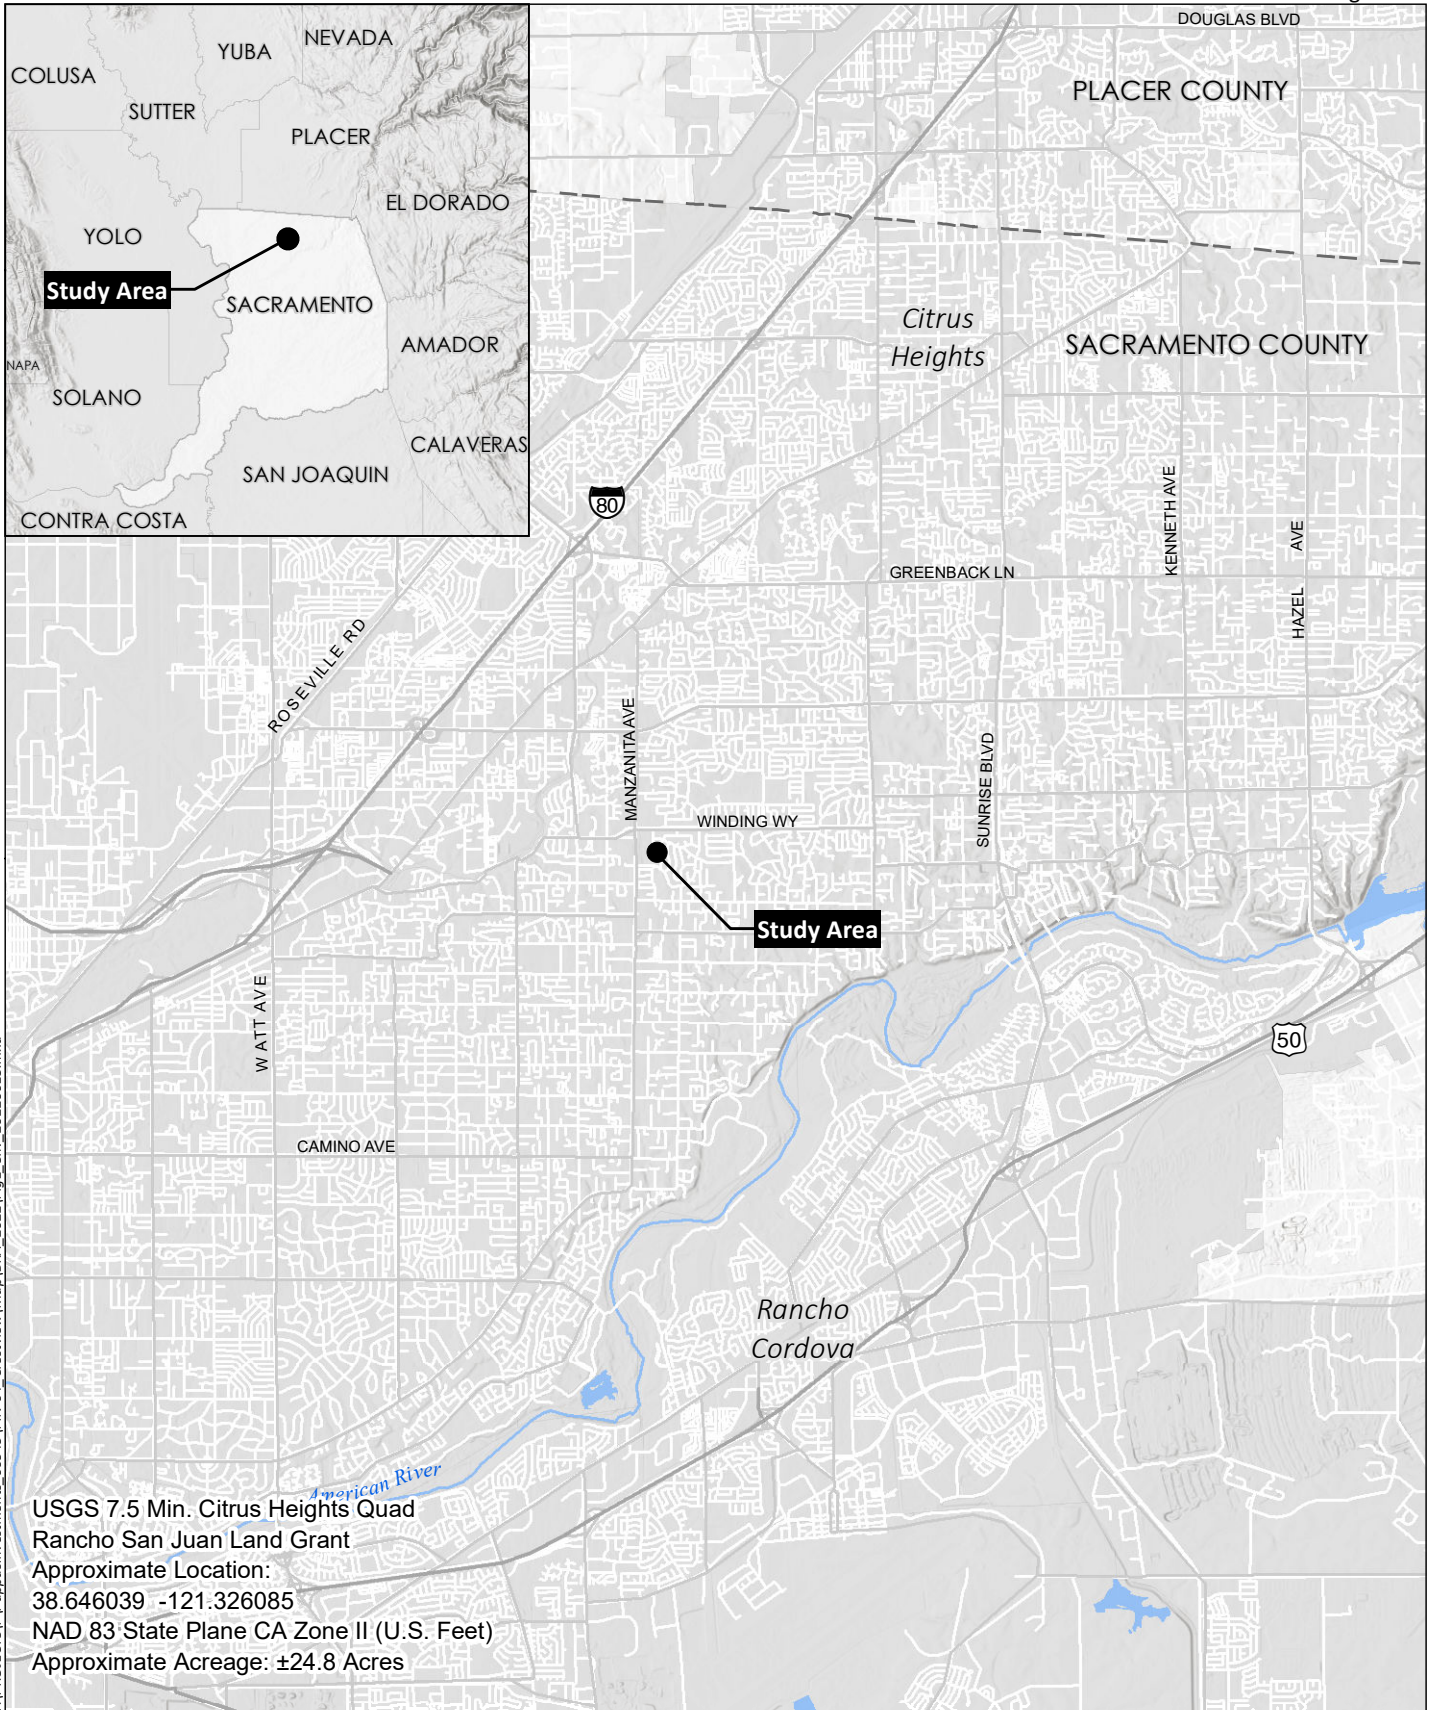 DOUGLAS BLVD
NEVADA
YUBA
COLUSA
SUTTER
PLACER
EL DORADO
YOLO
Study Area
SACRAMENTO
AMADOR
NAPA
SOLANO
CALAVERAS
SAN JOAQUIN
CONTRA COSTA
PLACER COUNTY
Citrus
Heights
SACRAMENTO COUNTY
80
KENNETH AVE
HAZEL AVE
GREENBACK LN
ROSEVILLE RD
MANZANITA AVE
SUNRISE BLVD
WINDING WY
Study Area
WATT AVE
50
CAMINO AVE
Rancho
Cordova
American River
USGS 7.5 Min. Citrus Heights Quad
Rancho San Juan Land Grant
Approximate Location:
38.646039 -121.326085
NAD 83 State Plane CA Zone II (U.S. Feet)
Approximate Acreage: ±24.8 Acres